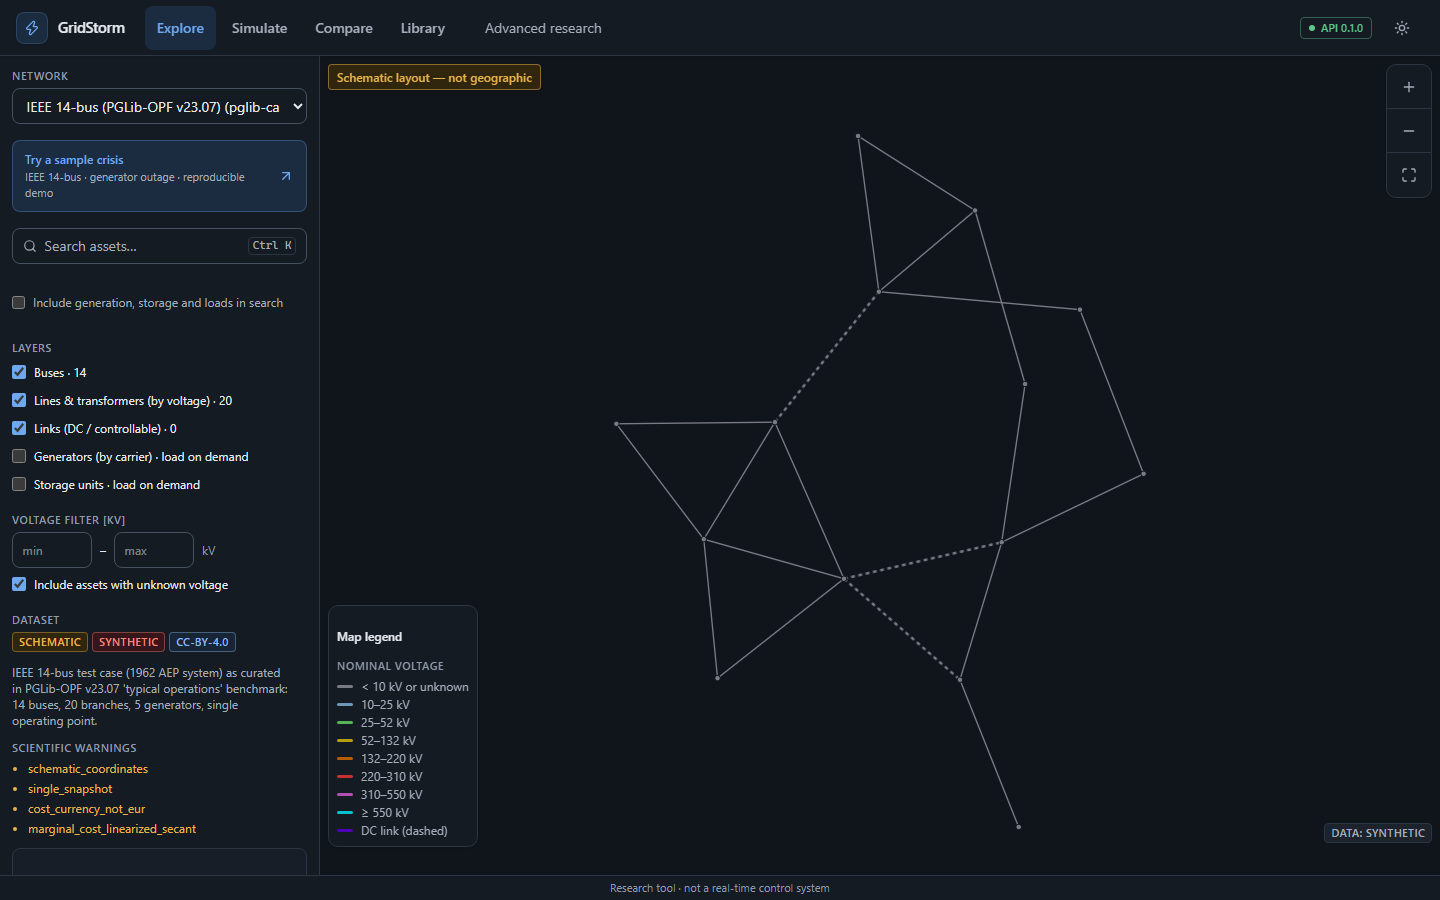 GridStorm
Explore
Simulate
Compare
Library
Advanced research
API 0.1.0
NETWORK
IEEE 14-bus (PGLib-OPF v23.07) (pglib-ca
Try a sample crisis
IEEE 14-bus · generator outage · reproducible
demo
Search assets...
Ctrl K
Include generation, storage and loads in search
LAYERS
Buses · 14
Lines & transformers (by voltage) · 20
Links (DC / controllable) · 0
Generators (by carrier) · load on demand
Storage units · load on demand
VOLTAGE FILTER [KV]
min – max kV
Include assets with unknown voltage
DATASET
SCHEMATIC SYNTHETIC CC-BY-4.0
IEEE 14-bus test case (1962 AEP system) as curated
in PGLib-OPF v23.07 'typical operations' benchmark:
14 buses, 20 branches, 5 generators, single
operating point.
SCIENTIFIC WARNINGS
• schematic_coordinates
• single_snapshot
• cost_currency_not_eur
• marginal_cost_linearized_secant
Schematic layout — not geographic
+
−
Map legend
NOMINAL VOLTAGE
< 10 kV or unknown
10–25 kV
25–52 kV
52–132 kV
132–220 kV
220–310 kV
310–550 kV
≥ 550 kV
DC link (dashed)
DATA: SYNTHETIC
Research tool · not a real-time control system